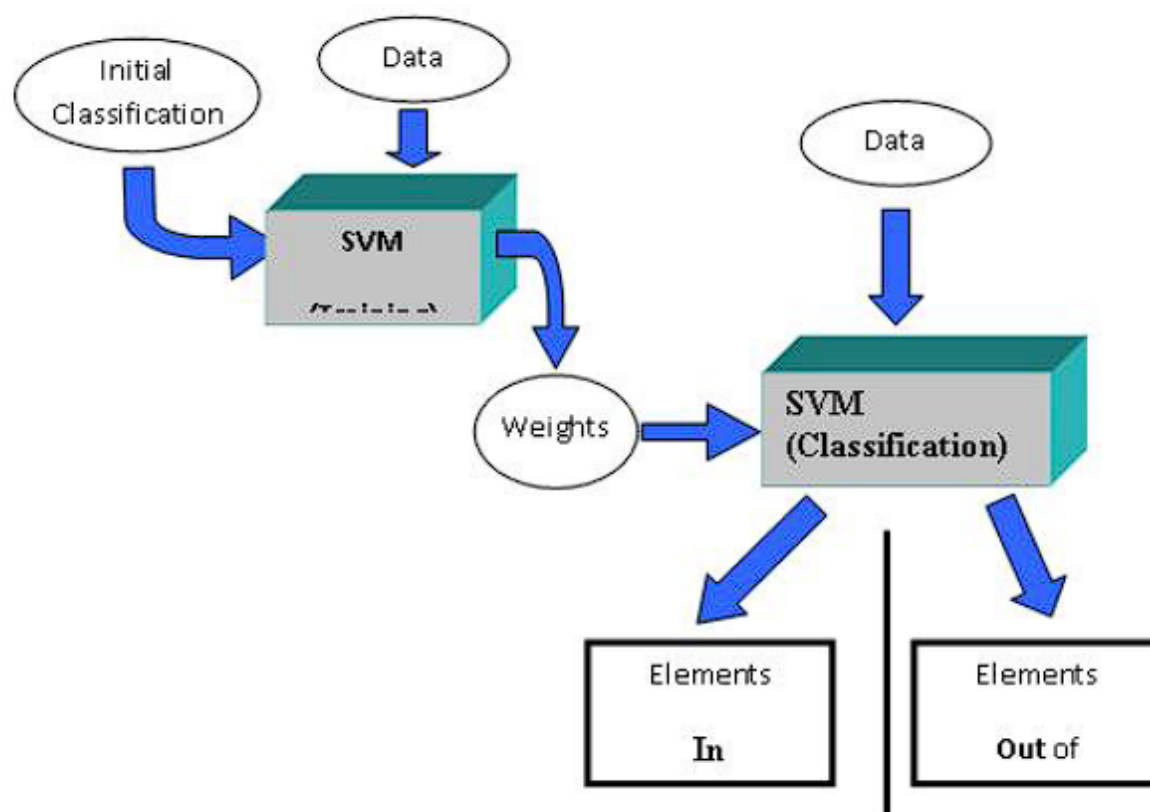 Initial
Classification
Data
SVM
Data
Weights
SVM
(Classification)
Elements
In
Elements
Out of